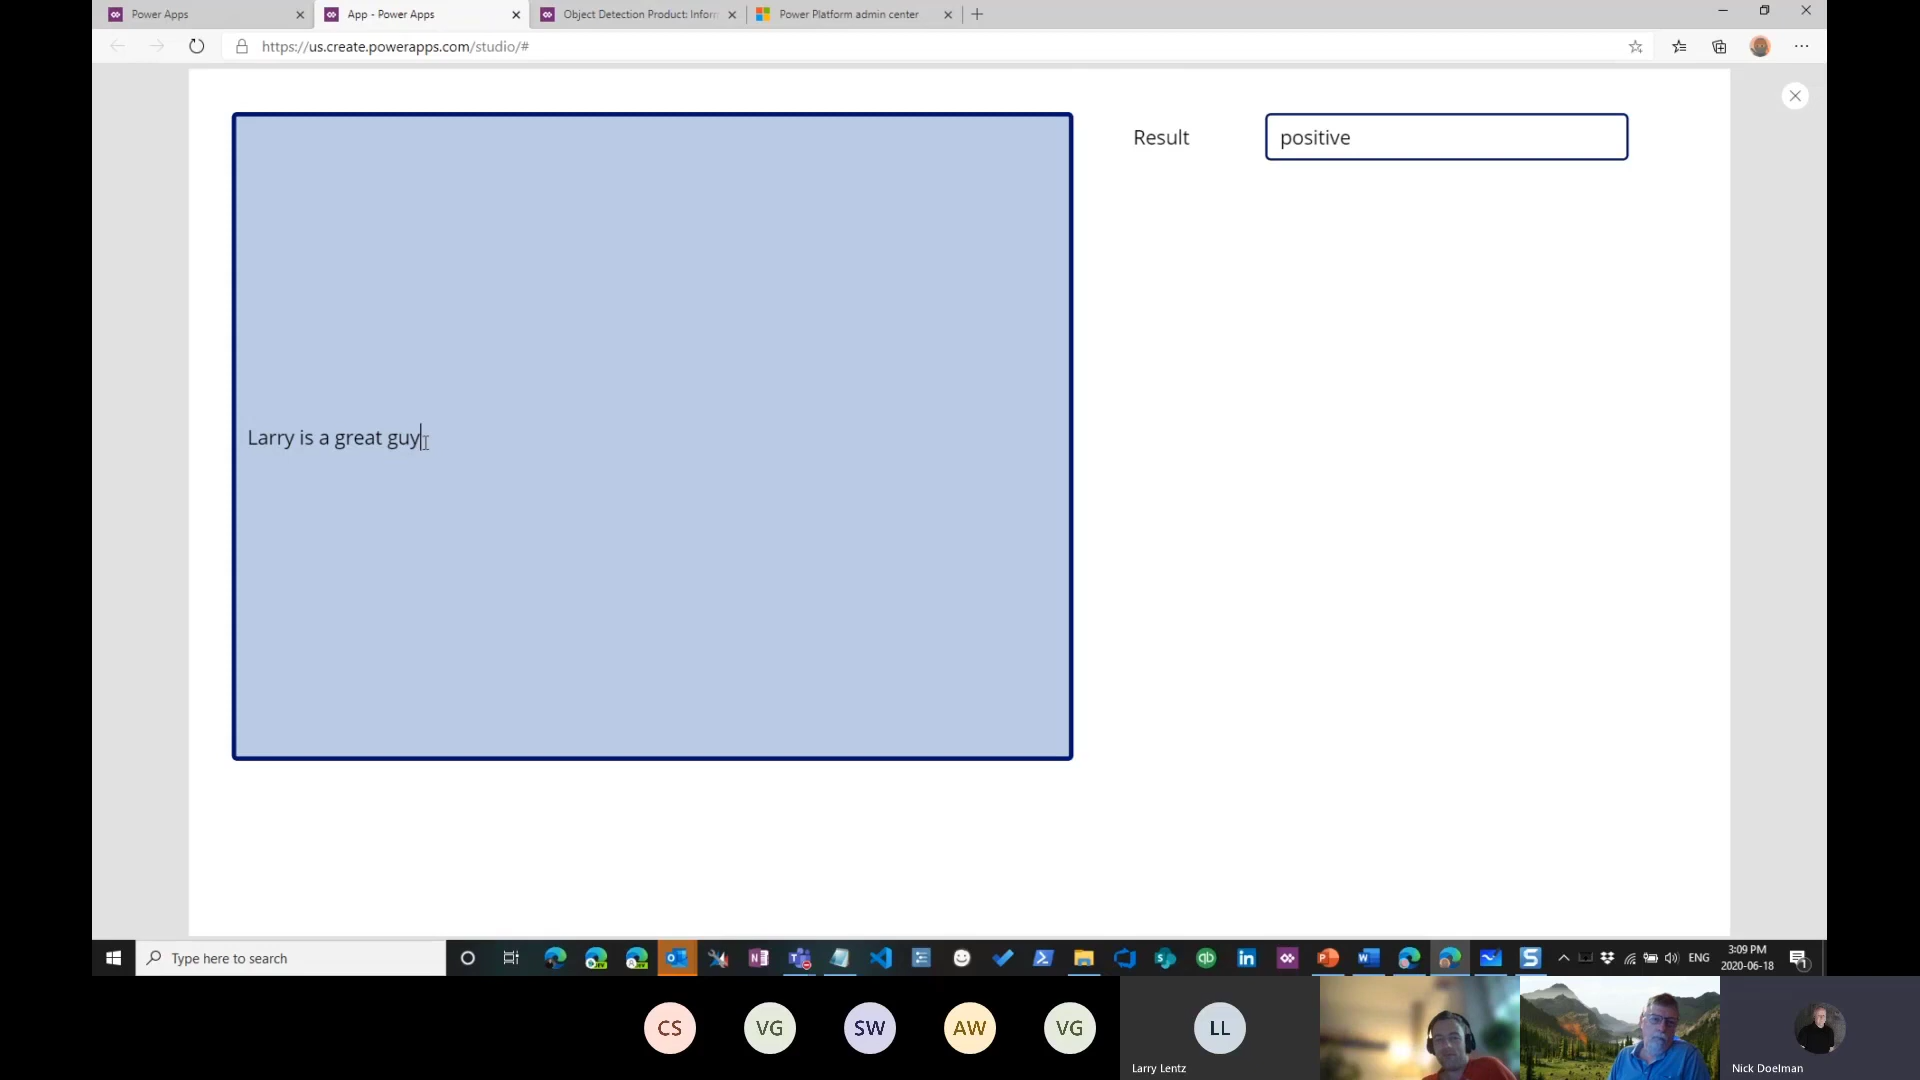 Power Apps
App - Power Apps
Object Detection Product: Inform
Power Platform admin center
https://us.create.powerapps.com/studio/#
Result
positive
Larry is a great guy
Type here to search
ENG
3:09 PM
2020-06-18
1
CS
VG
SW
AW
VG
LL
Larry Lentz
Nick Doelman